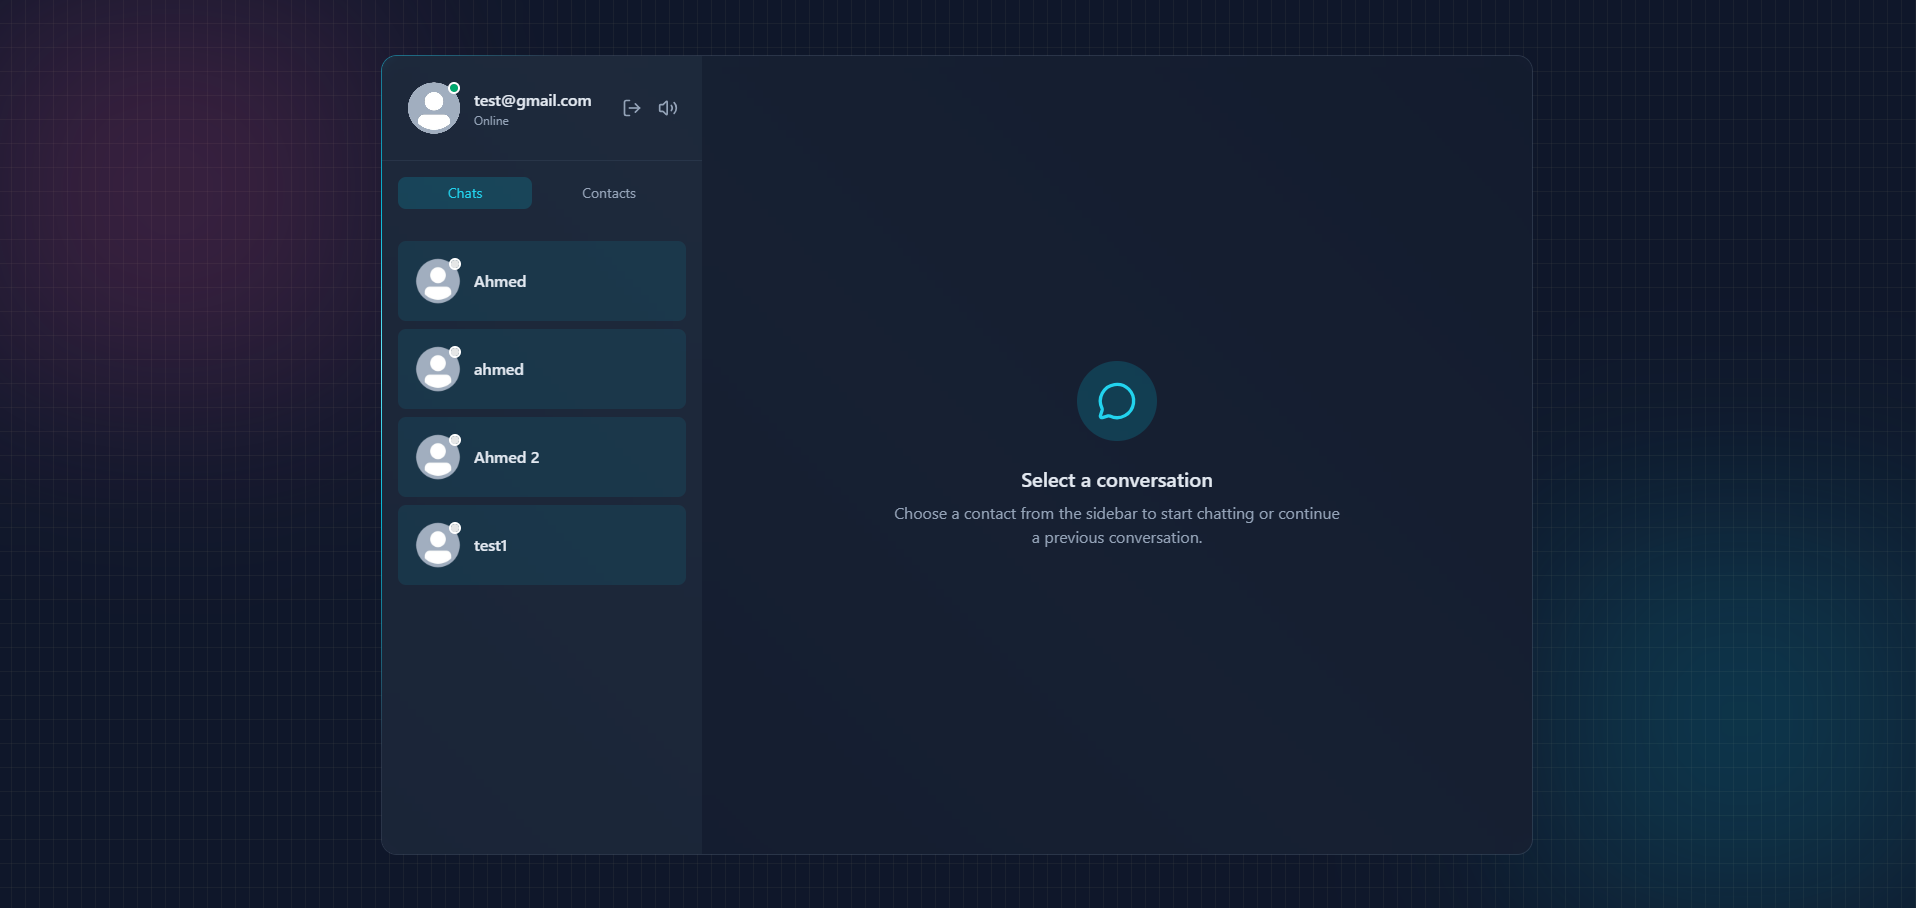 test@gmail.com
Online
Chats
Contacts
Ahmed
ahmed
Ahmed 2
test1
Select a conversation
Choose a contact from the sidebar to start chatting or continue
a previous conversation.